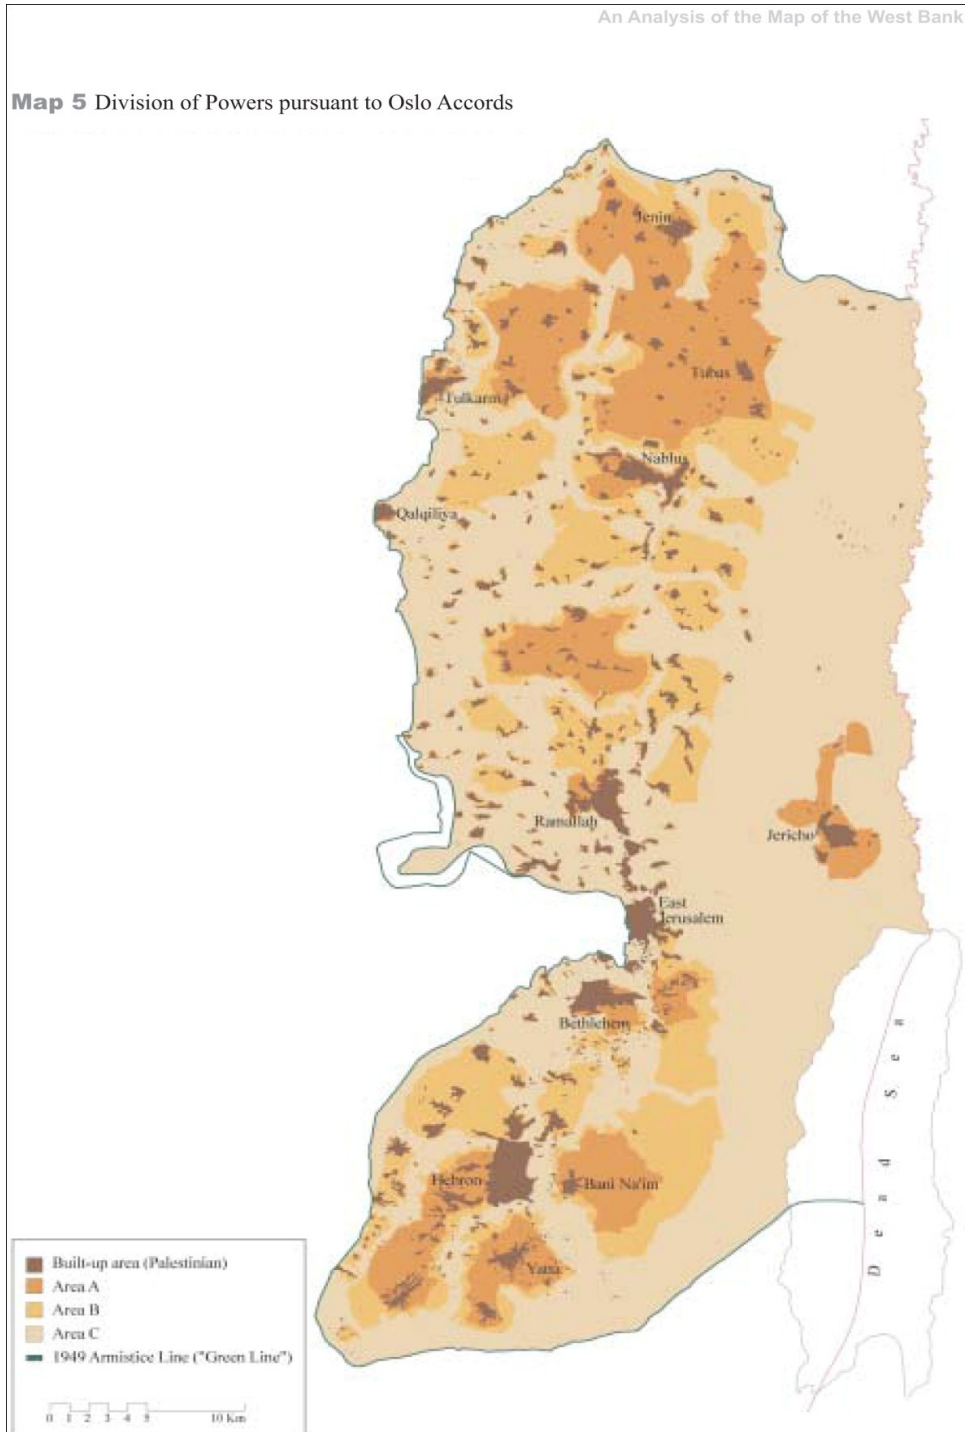 An Analysis of the Map of the West Bank
Map 5 Division of Powers pursuant to Oslo Accords
Jenin
Tubas
Tulkarm
Nablus
Qalqiliya
Ramallah
Jericho
East
Jerusalem
Bethlehem
Dead Sea
Hebron
Bani Na'im
Yatta
Built-up area (Palestinian)
Area A
Area B
Area C
1949 Armistice Line ("Green Line")
0 1 2 3 4 5 10 Km